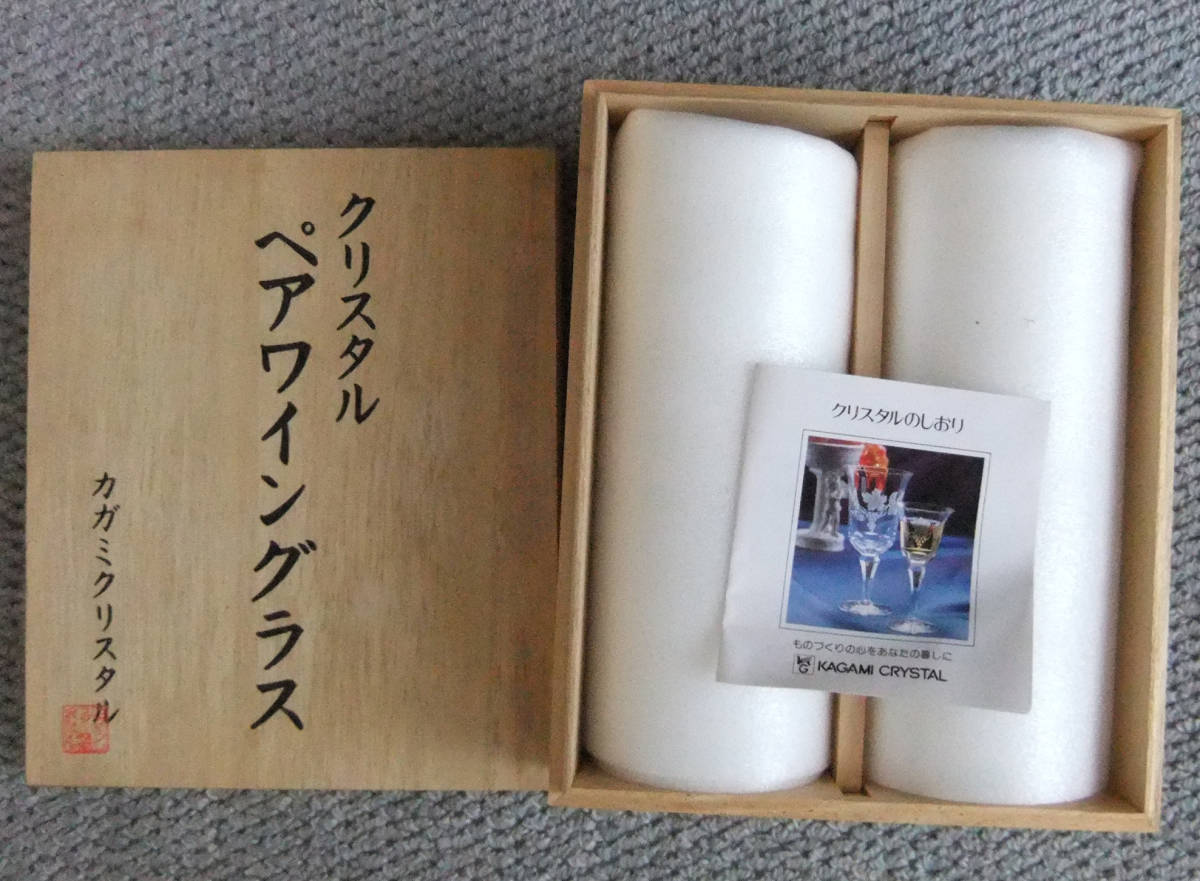 クリスタル
ペアワイングラス
カガミクリスタル
クリスタルのしおり
ものづくりの心をあなたの暮しに
KAGAMI CRYSTAL